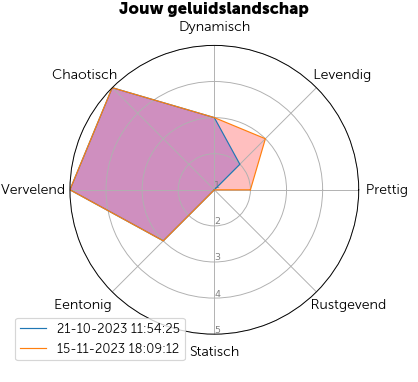 Jouw geluidslandschap
Dynamisch
Chaotisch
Levendig
Vervelend
Prettig
1
2
3
4
5
Eentonig
Rustgevend
Statisch
21-10-2023 11:54:25
15-11-2023 18:09:12